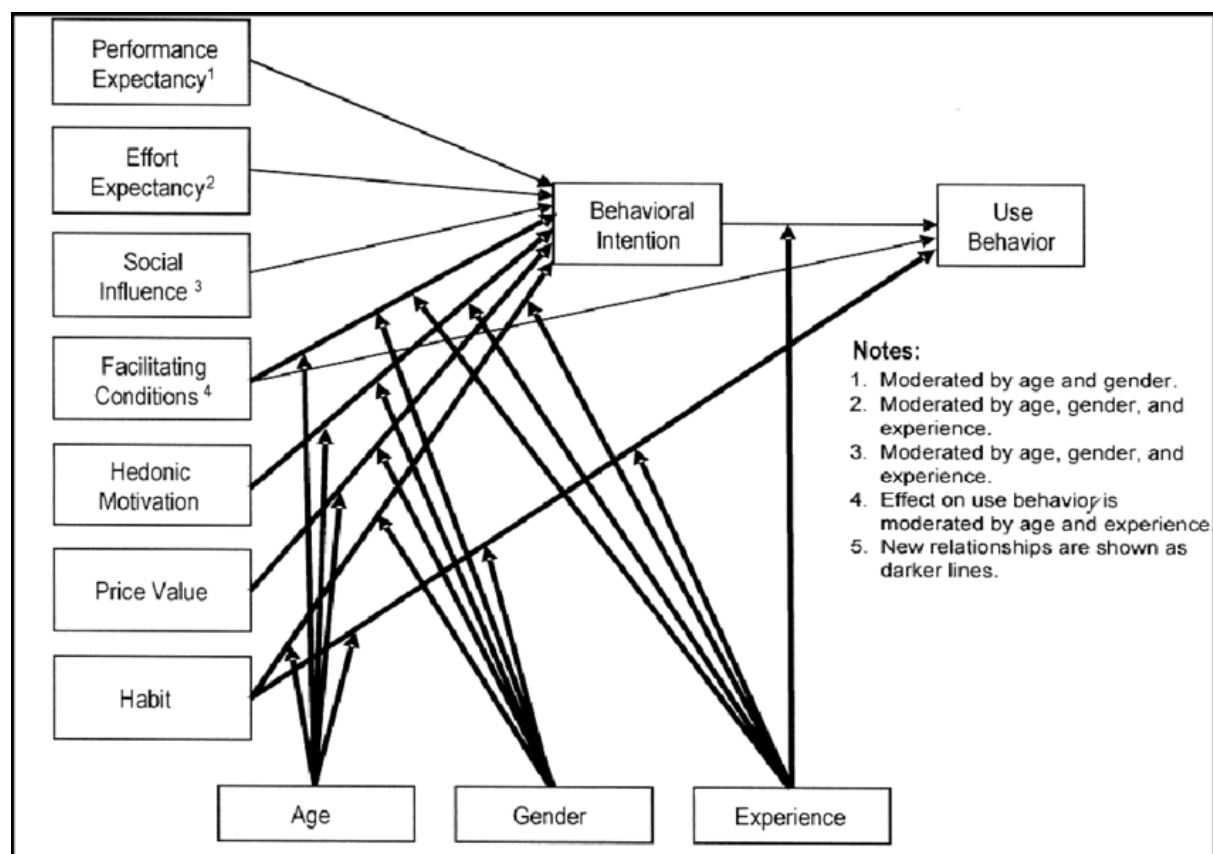 Performance
Expectancy1
Effort
Expectancy2
Social
Influence 3
Facilitating
Conditions 4
Hedonic
Motivation
Price Value
Habit
Behavioral
Intention
Use
Behavior
Notes:
1. Moderated by age and gender.
2. Moderated by age, gender, and
experience.
3. Moderated by age, gender, and
experience.
4. Effect on use behavior is
moderated by age and experience.
5. New relationships are shown as
darker lines.
Age
Gender
Experience